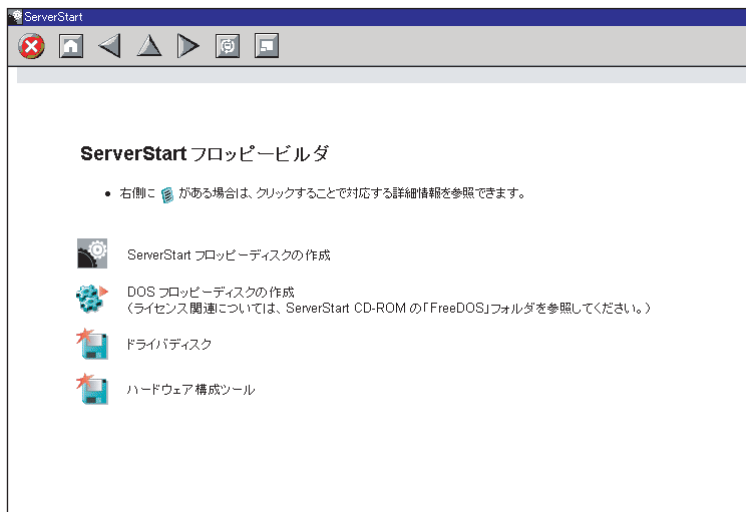 ServerStart
ServerStart フロッピービルダ
• 右側に がある場合は、クリックすることで対応する詳細情報を参照できます。
ServerStart フロッピーディスクの作成
DOS フロッピーディスクの作成
（ライセンス関連については、ServerStart CD-ROM の「FreeDOS」フォルダを参照してください。）
ドライバディスク
ハードウェア構成ツール